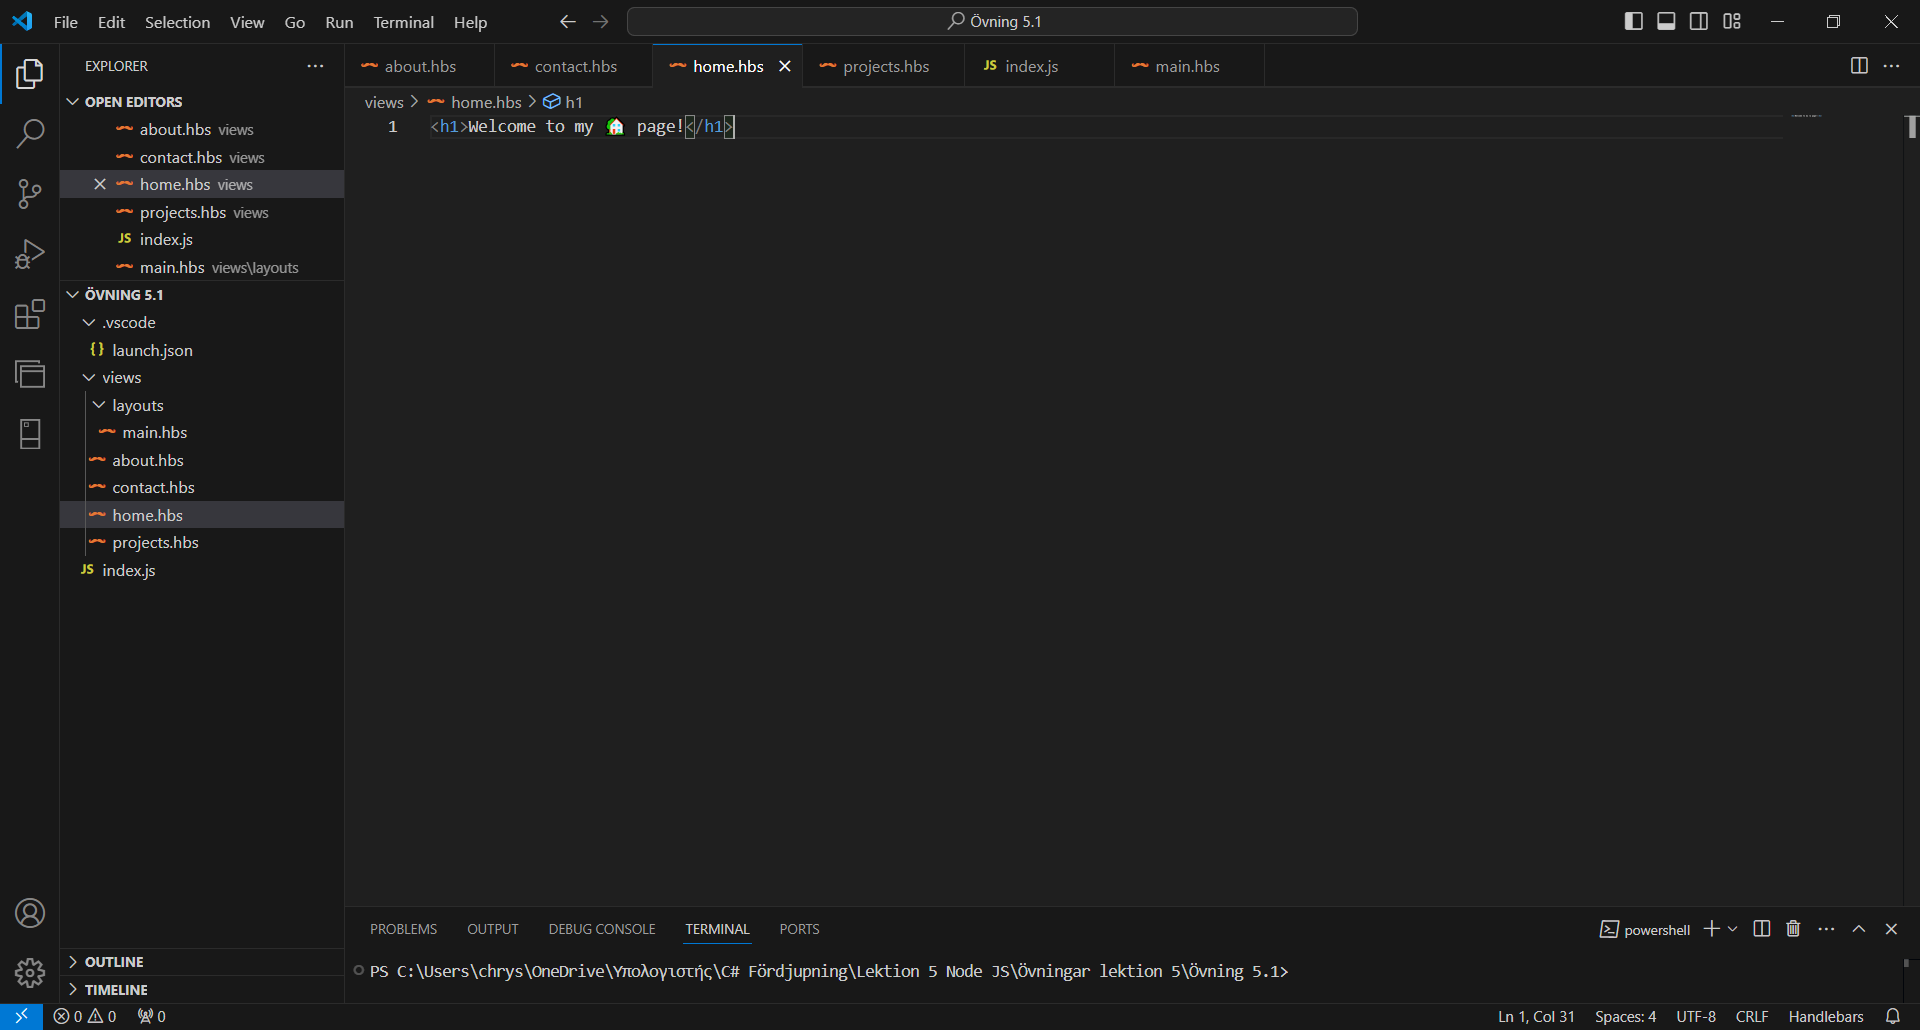 File Edit Selection View Go Run Terminal Help Övning 5.1
EXPLORER
OPEN EDITORS
about.hbs views
contact.hbs views
home.hbs views
projects.hbs views
JS index.js
main.hbs views\layouts
ÖVNING 5.1
.vscode
{} launch.json
views
layouts
main.hbs
about.hbs
contact.hbs
home.hbs
projects.hbs
JS index.js
OUTLINE
TIMELINE
about.hbs contact.hbs home.hbs projects.hbs JS index.js main.hbs
views > home.hbs > h1
1 <h1>Welcome to my 🏠 page!</h1>
PROBLEMS OUTPUT DEBUG CONSOLE TERMINAL PORTS powershell
PS C:\Users\chrys\OneDrive\Υπολογιστής\C# Fördjupning\Lektion 5 Node JS\Övningar lektion 5\Övning 5.1>
0 0 0 Ln 1, Col 31 Spaces: 4 UTF-8 CRLF Handlebars